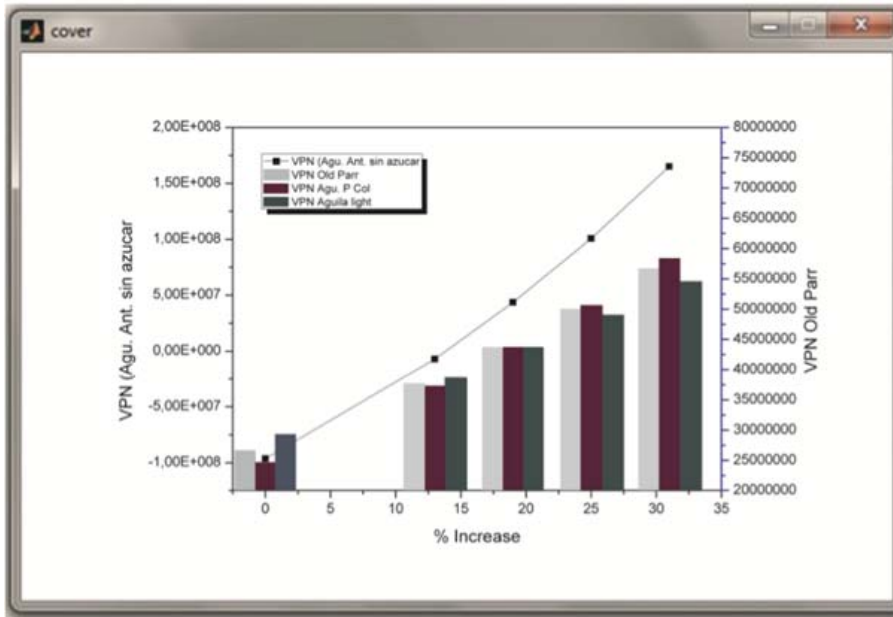 cover
2,00E+008
1,50E+008
1,00E+008
5,00E+007
0,00E+000
-5,00E+007
-1,00E+008
VPN (Agu. Ant. sin azucar
VPN (Agu. Ant. sin azucar
VPN Old Parr
VPN Agu. P Col
VPN Aguila light
80000000
75000000
70000000
65000000
60000000
55000000
50000000
45000000
40000000
35000000
30000000
25000000
20000000
VPN Old Parr
0 5 10 15 20 25 30 35
% Increase